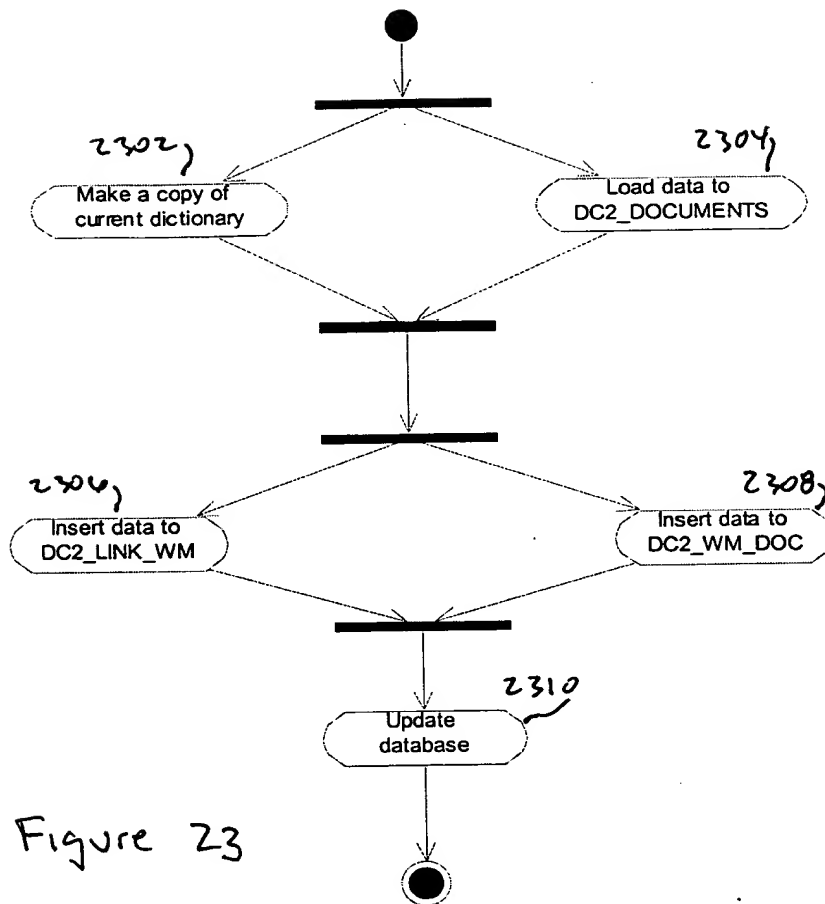 2302
2304
Make a copy of
current dictionary
Load data to
DC2_DOCUMENTS
2306
2308
Insert data to
DC2_LINK_WM
Insert data to
DC2_WM_DOC
2310
Update
database
Figure 23